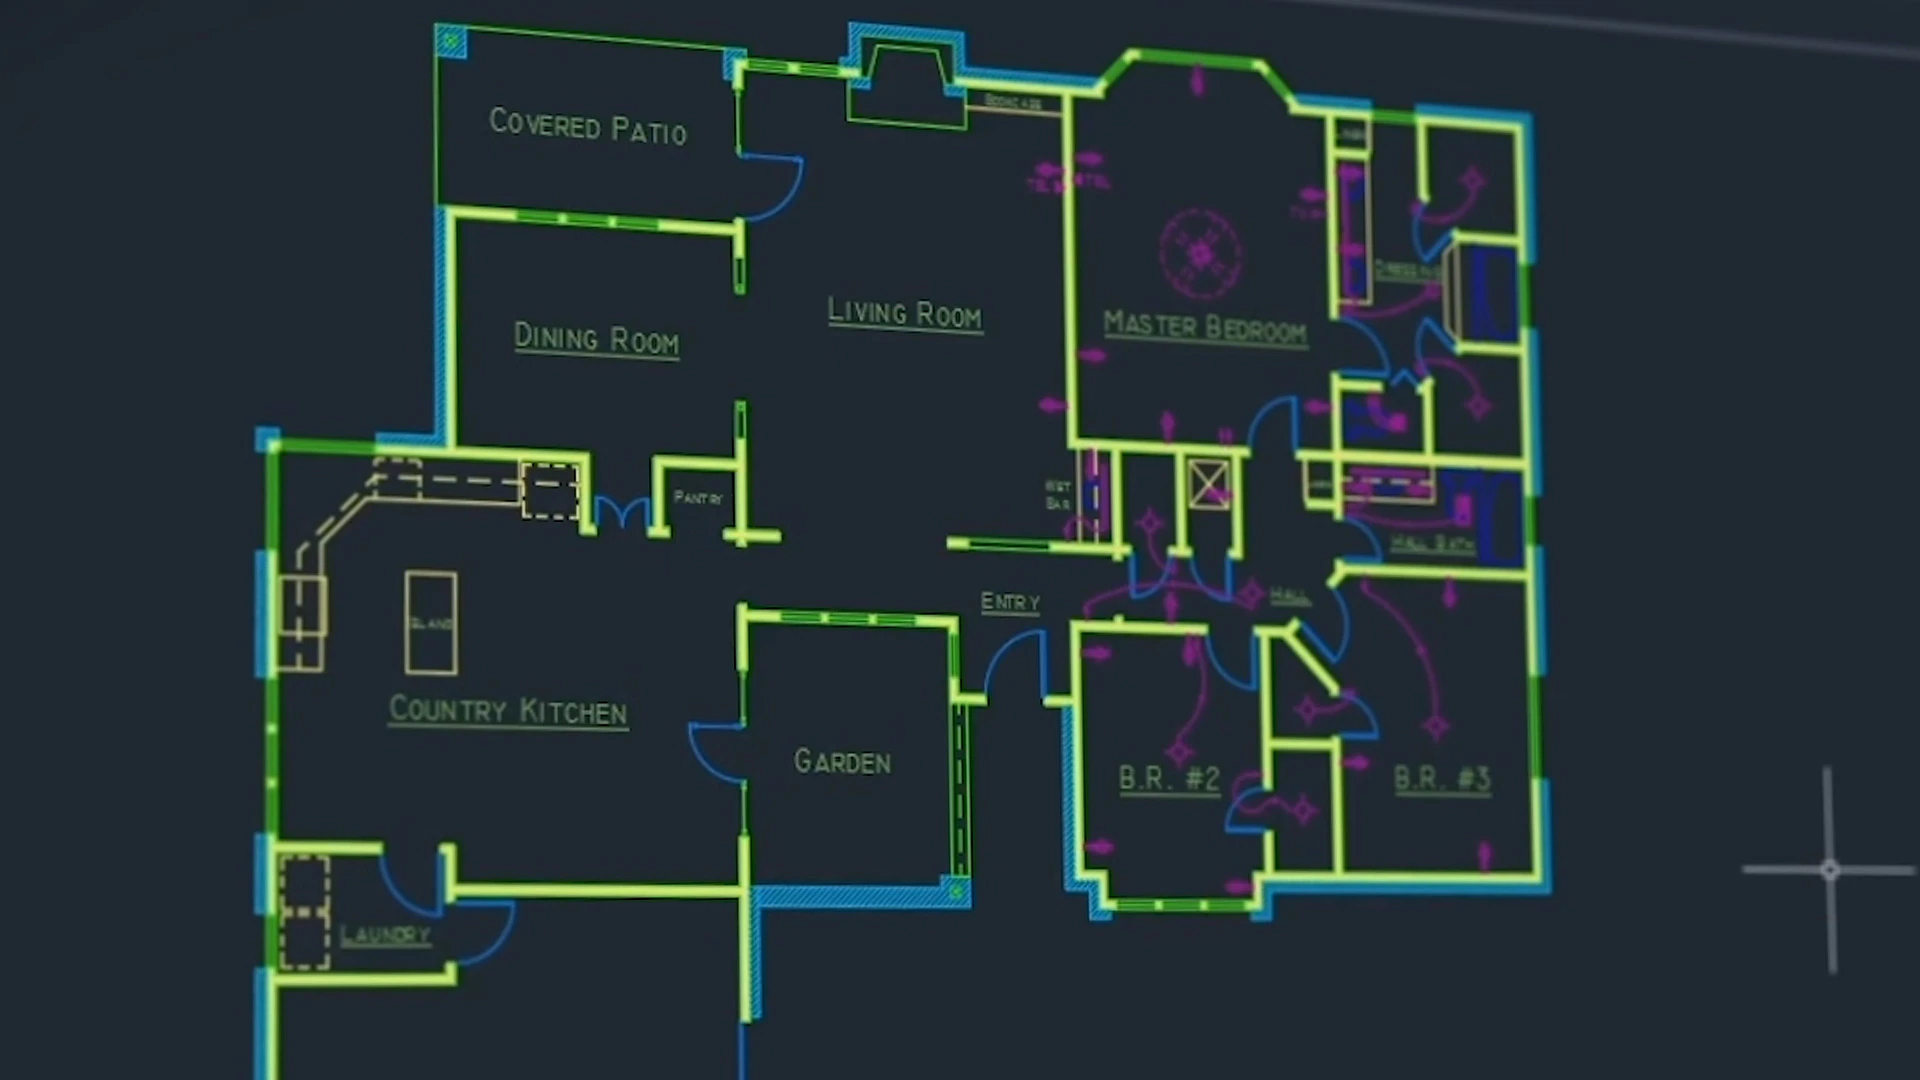 COVERED PATIO
BOOKCASE
LIVING ROOM
DINING ROOM
MASTER BEDROOM
DRESSING
PANTRY
WET
BAR
HALL BATH
ENTRY
HALL
ISLAND
COUNTRY KITCHEN
GARDEN
B.R. #2
B.R. #3
LAUNDRY